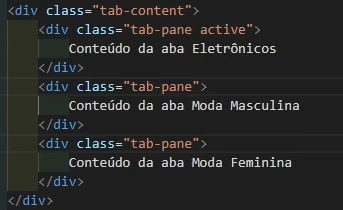 <div class="tab-content">
<div class="tab-pane active">
Conteúdo da aba Eletrônicos
</div>
<div class="tab-pane">
Conteúdo da aba Moda Masculina
</div>
<div class="tab-pane">
Conteúdo da aba Moda Feminina
</div>
</div>